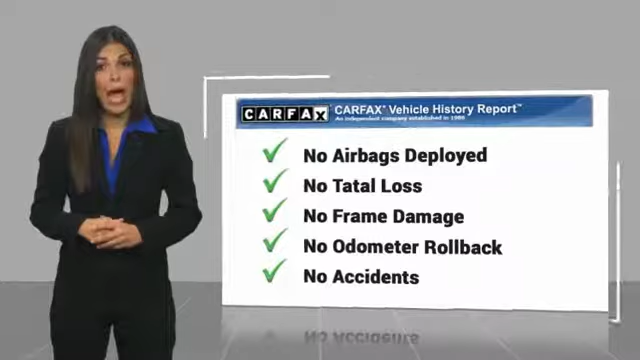 CARFAX CARFAX® Vehicle History Report™
An independent company established in 1986
No Airbags Deployed
No Tatal Loss
No Frame Damage
No Odometer Rollback
No Accidents